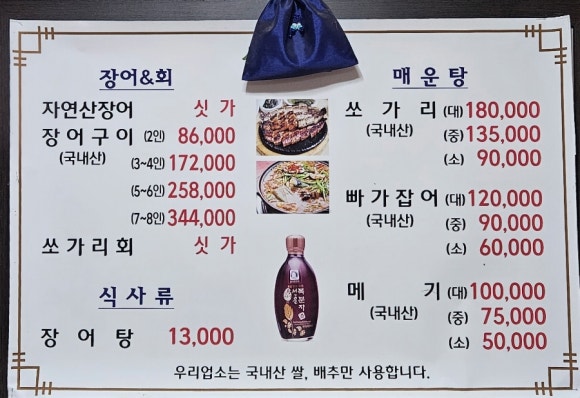 장어&회
자연산장어 싯가
장어구이 (2인) 86,000
(국내산) (3~4인) 172,000
(5~6인) 258,000
(7~8인) 344,000
쏘가리회 싯가
식사류
장어탕 13,000
매운탕
쏘가리 (대) 180,000
(국내산) (중) 135,000
(소) 90,000
빠가잡어 (대) 120,000
(국내산) (중) 90,000
(소) 60,000
메기 (대) 100,000
(국내산) (중) 75,000
(소) 50,000
복분자
우리업소는 국내산 쌀, 배추만 사용합니다.